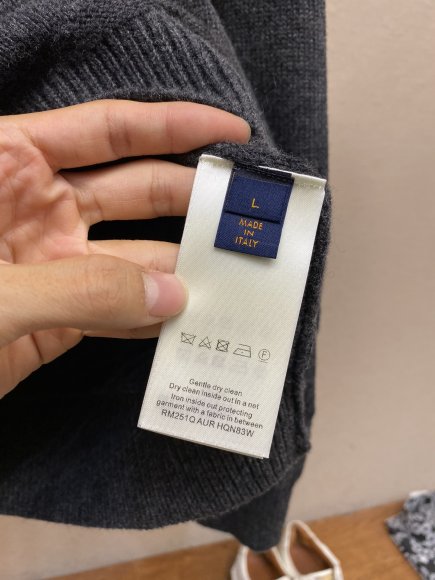 L
MADE
IN
ITALY
F
Gentle dry clean
Dry clean inside out in a net
Iron inside out protecting
garment with a fabric in between
RM251Q AUR HQN83W